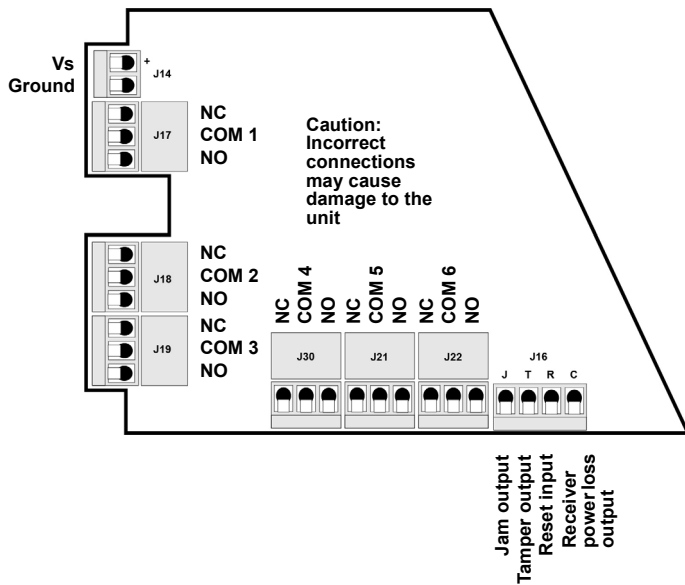 Vs
Ground
+
J14
NC
COM 1
NO
J17
Caution:
Incorrect
connections
may cause
damage to the
unit
NC
COM 2
NO
J18
NC
COM 3
NO
J19
NC
COM 4
NO
NC
COM 5
NO
NC
COM 6
NO
J30
J21
J22
J16
J T R C
Jam output
Tamper output
Reset input
Receiver
power loss
output